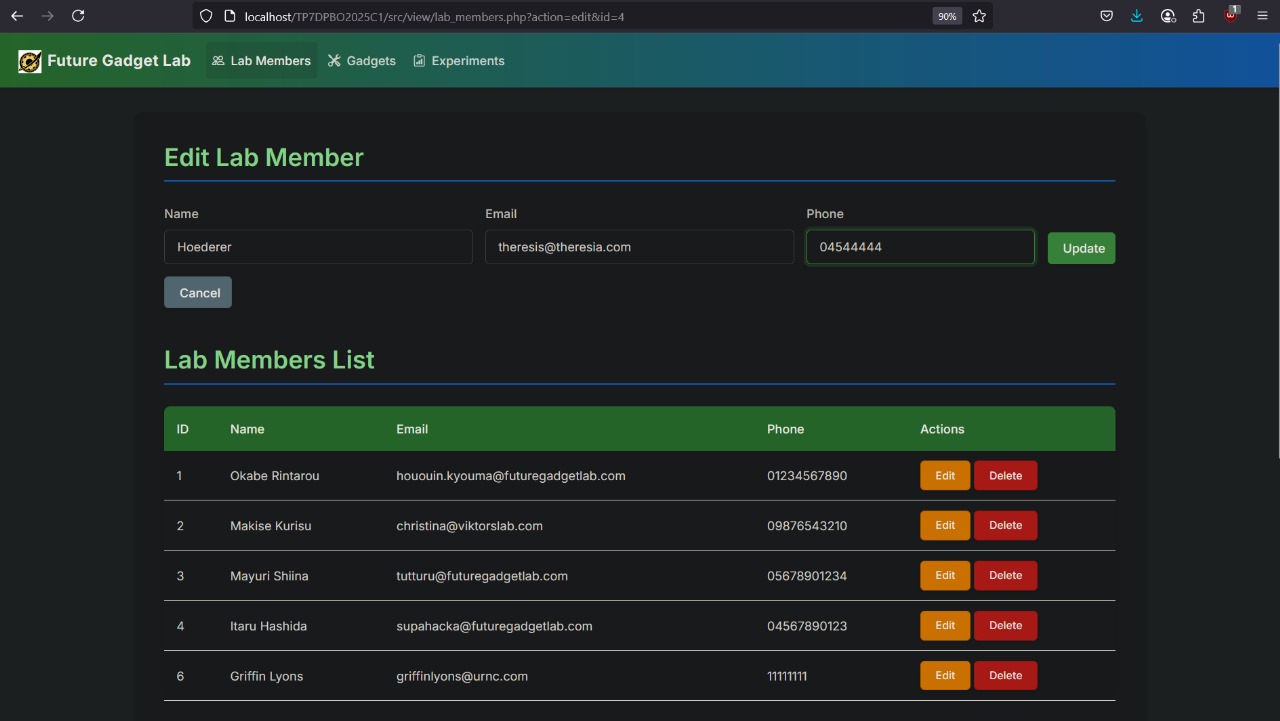 localhost/TP7DPBO2025C1/src/view/lab_members.php?action=edit&id=4 90% 1
Future Gadget Lab Lab Members Gadgets Experiments
Edit Lab Member
Name Email Phone
Hoederer theresis@theresia.com 04544444 Update
Cancel
Lab Members List
ID Name Email Phone Actions
1 Okabe Rintarou hououin.kyouma@futuregadgetlab.com 01234567890 Edit Delete
2 Makise Kurisu christina@viktorslab.com 09876543210 Edit Delete
3 Mayuri Shiina tutturu@futuregadgetlab.com 05678901234 Edit Delete
4 Itaru Hashida supahacka@futuregadgetlab.com 04567890123 Edit Delete
6 Griffin Lyons griffinlyons@urnc.com 11111111 Edit Delete